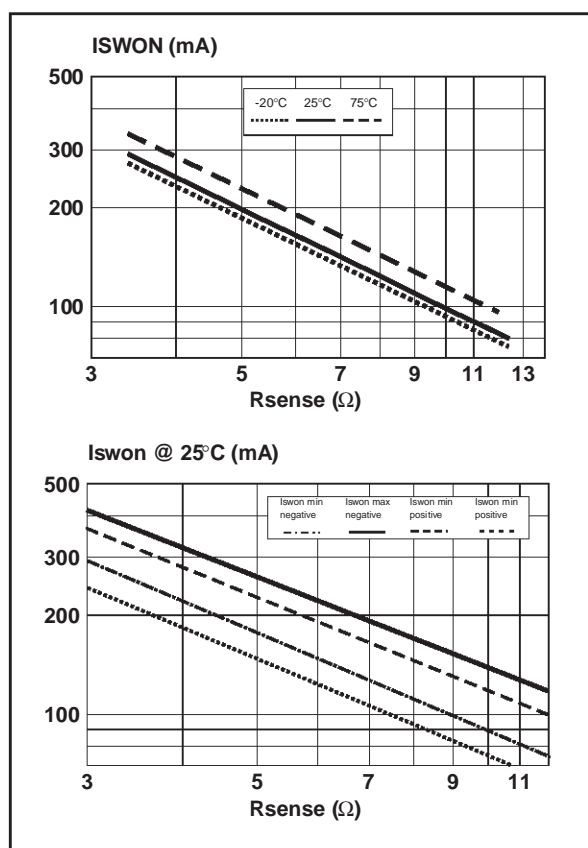 ISWON (mA)
500
-20°C 25°C 75°C
300
200
100
3 5 7 9 11 13
Rsense (Ω)
Iswon @ 25°C (mA)
500
Iswon min Iswon max Iswon min Iswon min
negative negative positive positive
300
200
100
3 5 7 9 11
Rsense (Ω)